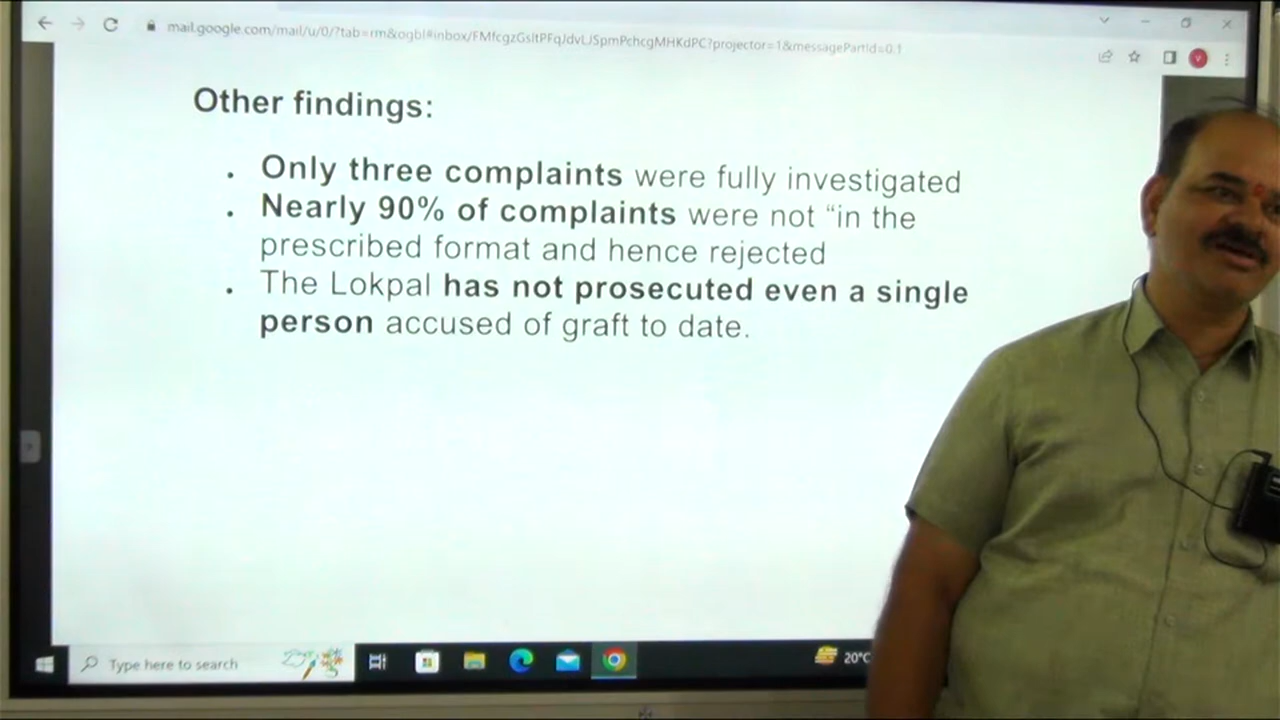 mail.google.com/mail/u/0/?tab=rm&ogbl#inbox/FMfcgzGsltPFqJdvLJSpmPchcgMHKdPC?projector=1&messagePartId=0.1
Other findings:
. Only three complaints were fully investigated
. Nearly 90% of complaints were not “in the
prescribed format and hence rejected
. The Lokpal has not prosecuted even a single
person accused of graft to date.
Type here to search
20°C